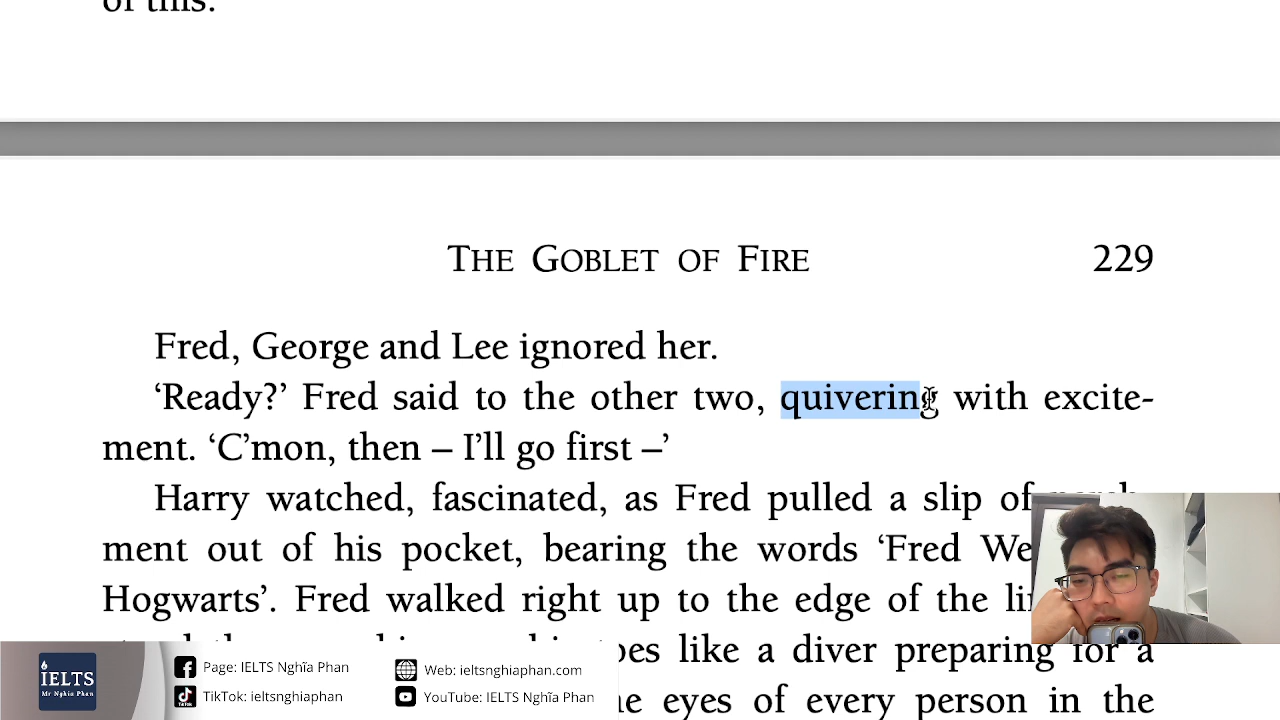 of this.
THE GOBLET OF FIRE 229
Fred, George and Lee ignored her.
‘Ready?’ Fred said to the other two, quivering with excite-
ment. ‘C’mon, then – I’ll go first –’
Harry watched, fascinated, as Fred pulled a slip of
ment out of his pocket, bearing the words ‘Fred
Hogwarts’. Fred walked right up to the edge of the
like a diver preparing for a
eyes of every person in the
IELTS
Mr Nghia Phan
Page: IELTS Nghĩa Phan
TikTok: ieltsnghiaphan
Web: ieltsnghiaphan.com
YouTube: IELTS Nghĩa Phan